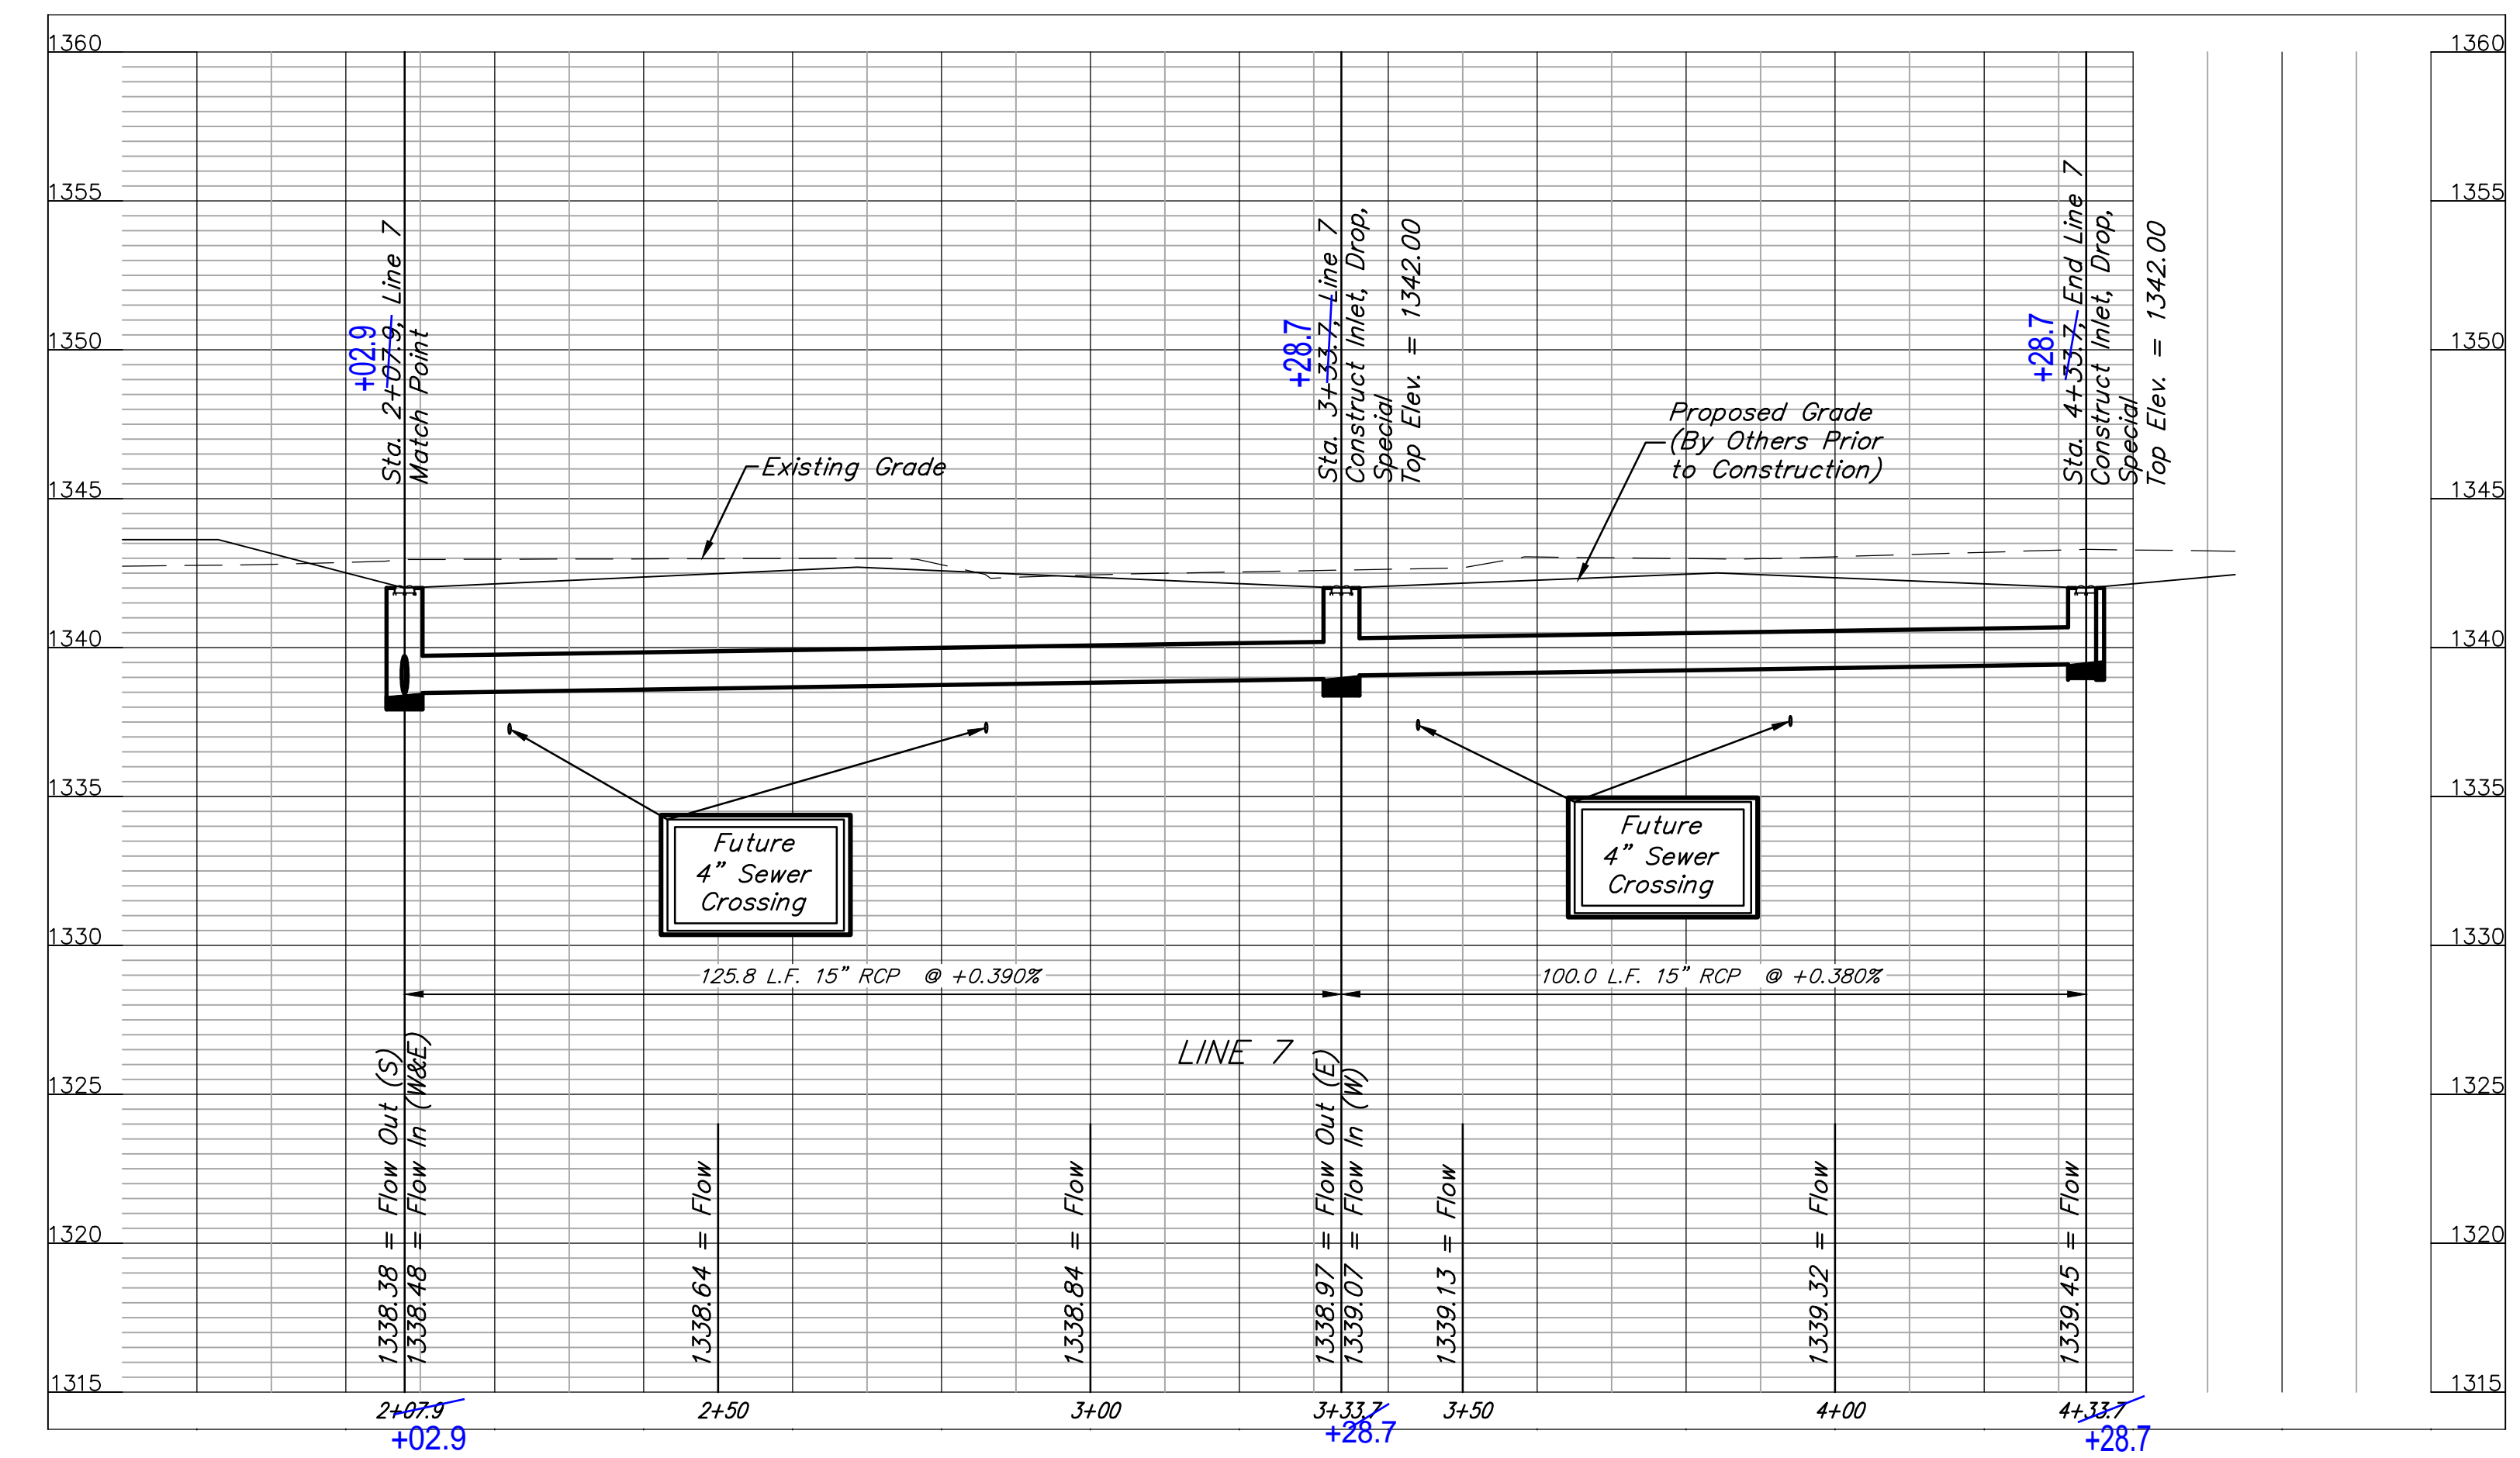 1360
1355
1350
1345
1340
1335
1330
1325
1320
1315
1360
1355
1350
1345
1340
1335
1330
1325
1320
1315
+02.9
Sta. 2+07.9, Line 7
Match Point
+28.7
Sta. 3+33.7, Line 7
Construct Inlet, Drop,
Special
Top Elev. = 1342.00
+28.7
Sta. 4+33.7, End Line 7
Construct Inlet, Drop,
Special
Top Elev. = 1342.00
Existing Grade
Proposed Grade
(By Others Prior
to Construction)
Future
4" Sewer
Crossing
Future
4" Sewer
Crossing
125.8 L.F. 15" RCP @ +0.390%
100.0 L.F. 15" RCP @ +0.380%
LINE 7
1338.38 = Flow Out (S)
1338.48 = Flow In (W&E)
1338.64 = Flow
1338.84 = Flow
1338.97 = Flow Out (E)
1339.07 = Flow In (W)
1339.13 = Flow
1339.32 = Flow
1339.45 = Flow
2+07.9 2+50 3+00 3+33.7 3+50 4+00 4+33.7
+02.9 +28.7 +28.7